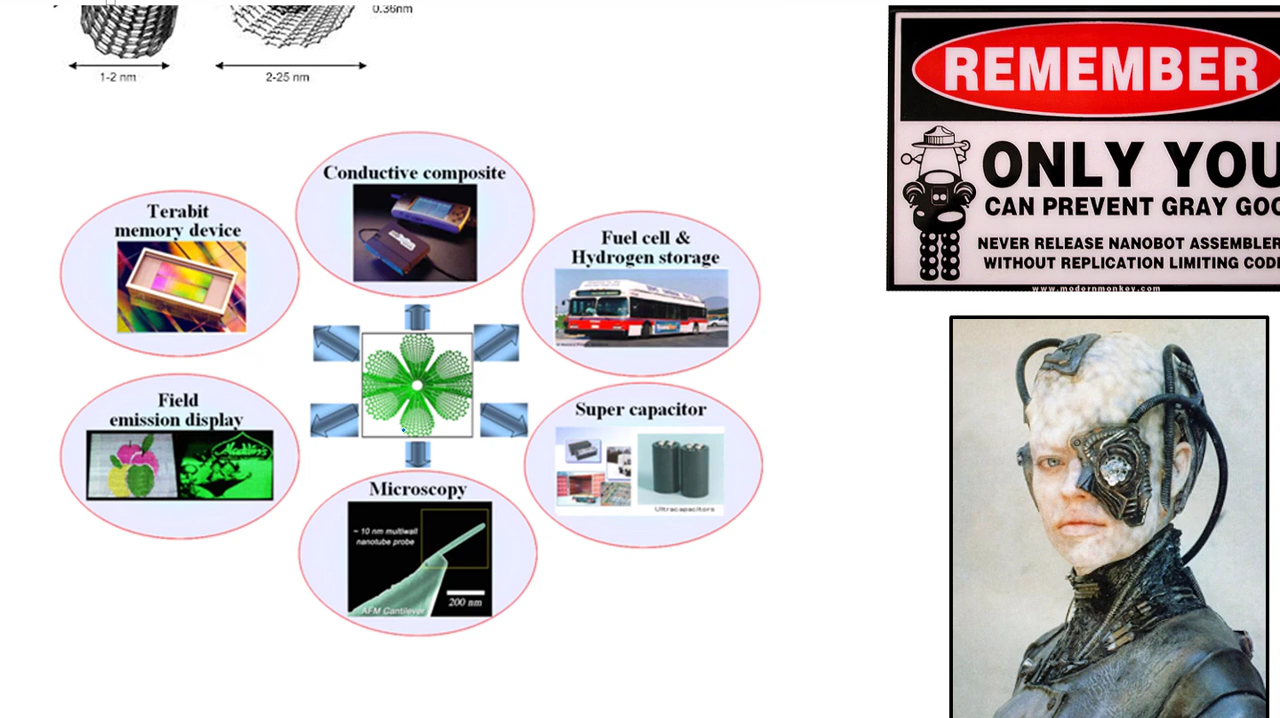 0.36nm
1-2 nm
2-25 nm
Conductive composite
Terabit
memory device
Fuel cell &
Hydrogen storage
Field
emission display
Super capacitor
Ultracapacitors
Microscopy
~ 10 nm multiwall
nanotube probe
200 nm
AFM Cantilever
REMEMBER
ONLY YOU
CAN PREVENT GRAY GOO
NEVER RELEASE NANOBOT ASSEMBLER
WITHOUT REPLICATION LIMITING CODE
www.modernmonkey.com